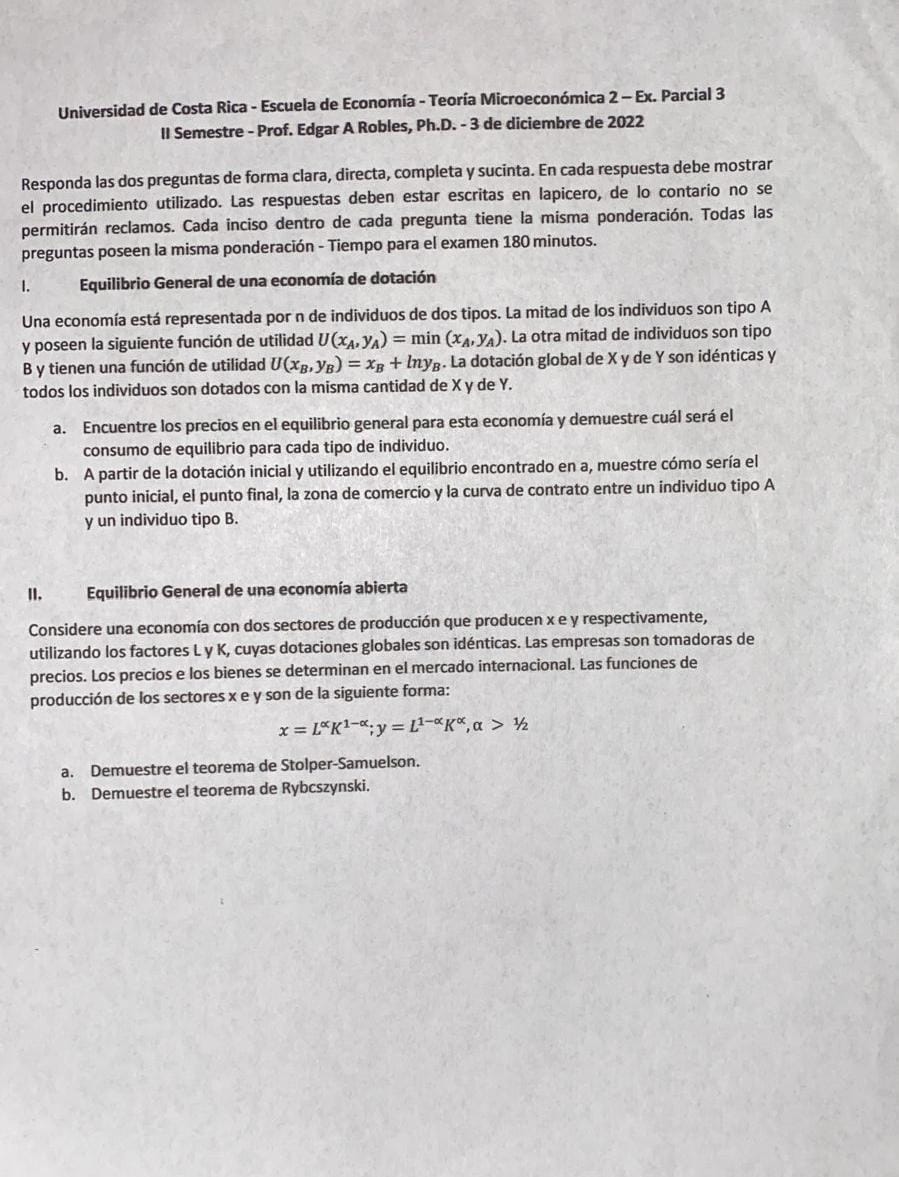 Universidad de Costa Rica - Escuela de Economía - Teoría Microeconómica 2 – Ex. Parcial 3
II Semestre - Prof. Edgar A Robles, Ph.D. - 3 de diciembre de 2022
Responda las dos preguntas de forma clara, directa, completa y sucinta. En cada respuesta debe mostrar
el procedimiento utilizado. Las respuestas deben estar escritas en lapicero, de lo contario no se
permitirán reclamos. Cada inciso dentro de cada pregunta tiene la misma ponderación. Todas las
preguntas poseen la misma ponderación - Tiempo para el examen 180 minutos.
I. Equilibrio General de una economía de dotación
Una economía está representada por n de individuos de dos tipos. La mitad de los individuos son tipo A
y poseen la siguiente función de utilidad U(x_A, y_A) = min (x_A, y_A). La otra mitad de individuos son tipo
B y tienen una función de utilidad U(x_B, y_B) = x_B + lny_B. La dotación global de X y de Y son idénticas y
todos los individuos son dotados con la misma cantidad de X y de Y.
a. Encuentre los precios en el equilibrio general para esta economía y demuestre cuál será el
consumo de equilibrio para cada tipo de individuo.
b. A partir de la dotación inicial y utilizando el equilibrio encontrado en a, muestre cómo sería el
punto inicial, el punto final, la zona de comercio y la curva de contrato entre un individuo tipo A
y un individuo tipo B.
II. Equilibrio General de una economía abierta
Considere una economía con dos sectores de producción que producen x e y respectivamente,
utilizando los factores L y K, cuyas dotaciones globales son idénticas. Las empresas son tomadoras de
precios. Los precios e los bienes se determinan en el mercado internacional. Las funciones de
producción de los sectores x e y son de la siguiente forma:
x = L^∝K^{1−∝}; y = L^{1−∝}K^∝, α > ½
a. Demuestre el teorema de Stolper-Samuelson.
b. Demuestre el teorema de Rybcszynski.